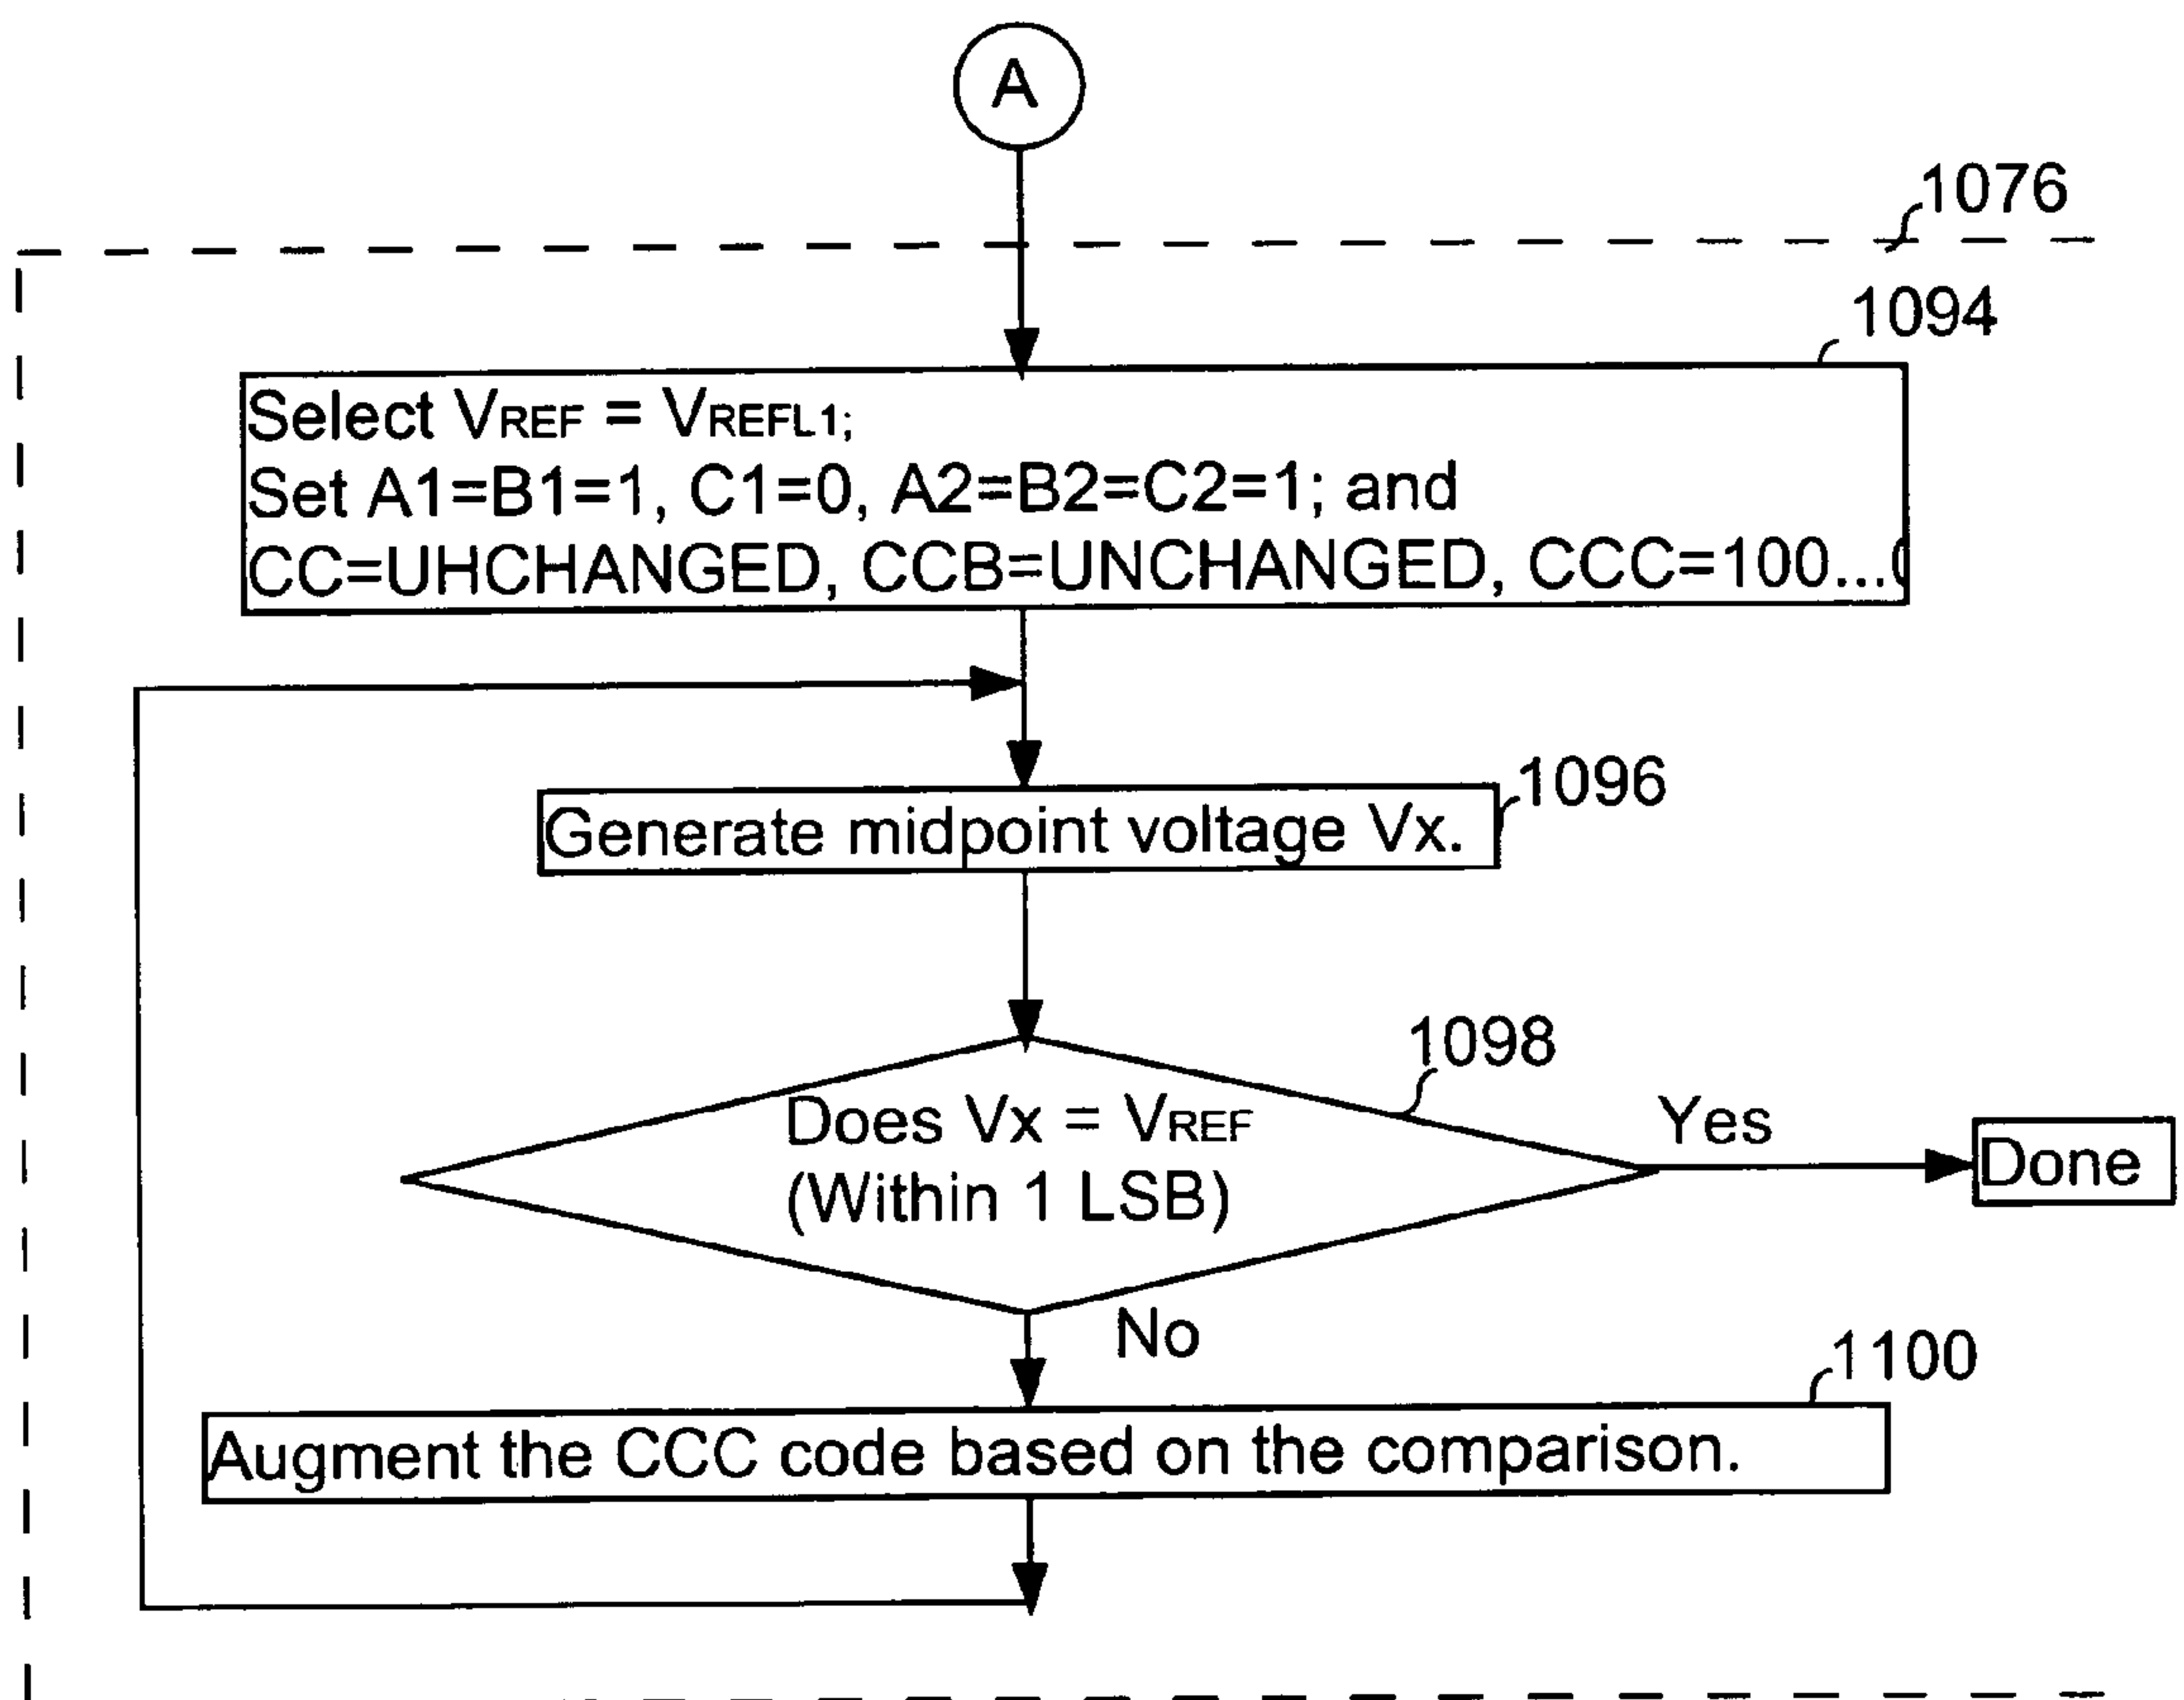 A
1076
1094
Select VREF = VREFL1;
Set A1=B1=1, C1=0, A2=B2=C2=1; and
CC=UHCHANGED, CCB=UNCHANGED, CCC=100...
1096
Generate midpoint voltage Vx.
1098
Does Vx = VREF
(Within 1 LSB)
Yes
Done
No
1100
Augment the CCC code based on the comparison.